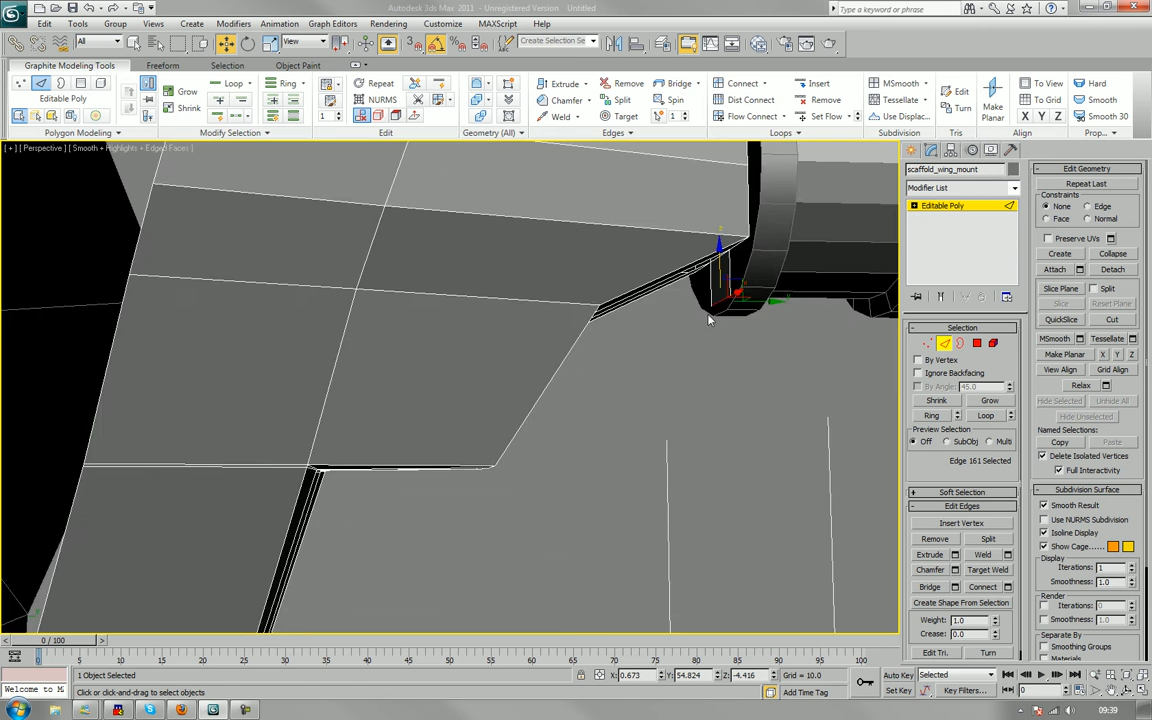 Autodesk 3ds Max 2011 - Unregistered Version Untitled
Type a keyword or phrase
Edit Tools Group Views Create Modifiers Animation Graph Editors Rendering Customize MAXScript Help
All View Create Selection Se
Graphite Modeling Tools Freeform Selection Object Paint
Editable Poly
Loop Ring
Grow
Shrink
Repeat
NURMS
1
Extrude Remove Bridge
Chamfer Split Spin
Weld Target 1
Connect Insert
Dist Connect Remove
Flow Connect Set Flow
MSmooth
Tessellate
Use Displac...
Edit
Turn
Make Planar
To View
To Grid
X Y Z
Hard
Smooth
Smooth 30
Polygon Modeling Modify Selection Edit Geometry (All) Edges Loops Subdivision Tris Align Prop...
[ + ] [ Perspective ] [ Smooth + Highlights + Edged Faces ]
scaffold_wing_mount
Modifier List
Editable Poly
Selection
By Vertex
Ignore Backfacing
By Angle: 45.0
Shrink Grow
Ring Loop
Preview Selection
Off SubObj Multi
Edge 161 Selected
Soft Selection
Edit Edges
Insert Vertex
Remove Split
Extrude Weld
Chamfer Target Weld
Bridge Connect
Create Shape From Selection
Weight: 1.0
Crease: 0.0
Edit Tri. Turn
Edit Geometry
Repeat Last
Constraints
None Edge
Face Normal
Preserve UVs
Create Collapse
Attach Detach
Slice Plane Split
Slice Reset Plane
QuickSlice Cut
MSmooth Tessellate
Make Planar X Y Z
View Align Grid Align
Relax
Hide Selected Unhide All
Hide Unselected
Named Selections:
Copy Paste
Delete Isolated Vertices
Full Interactivity
Subdivision Surface
Smooth Result
Use NURMS Subdivision
Isoline Display
Show Cage......
Display
Iterations: 1
Smoothness: 1.0
Render
Iterations: 0
Smoothness: 1.0
Separate By
Smoothing Groups
Materials
0 / 100
0 5 10 15 20 25 30 35 40 45 50 55 60 65 70 75 80 85 90 95 100
Welcome to M
1 Object Selected
X: 0.673 Y: 54.824 Z: -4.416 Grid = 10.0
Click or click-and-drag to select objects
Add Time Tag
Auto Key Selected
Set Key Key Filters...
0
09:39